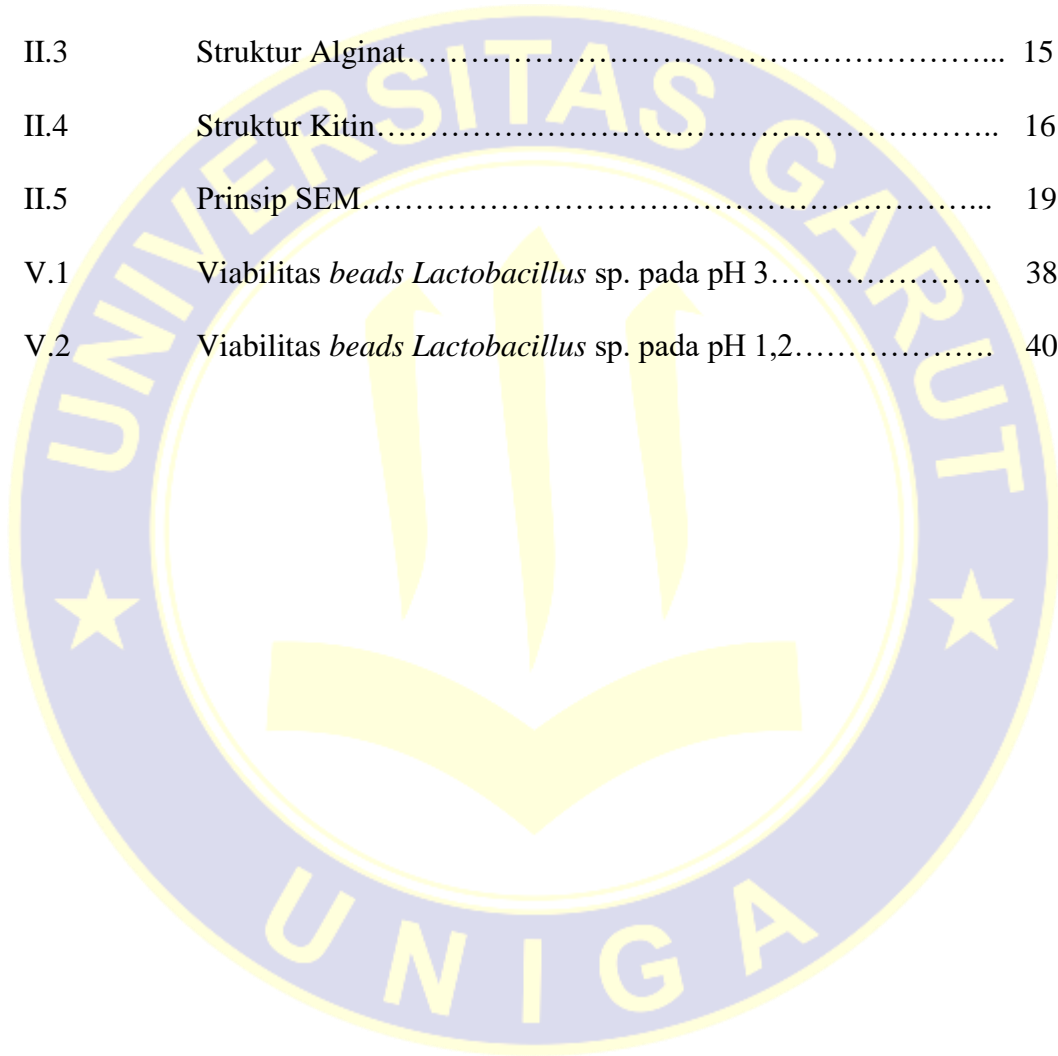 II.3 Struktur Alginat…………………………………………………... 15
II.4 Struktur Kitin………………………………………………….. 16
II.5 Prinsip SEM…………………………………………………... 19
V.1 Viabilitas beads Lactobacillus sp. pada pH 3………………… 38
V.2 Viabilitas beads Lactobacillus sp. pada pH 1,2………………. 40
UNIVERSITAS GARUT
UNIGA